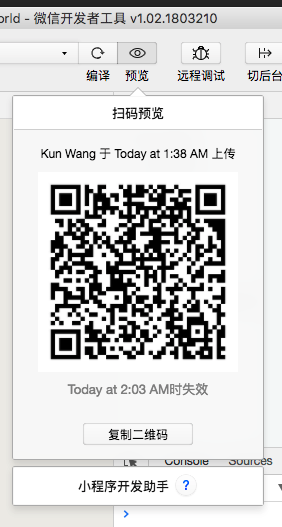 orld - 微信开发者工具 v1.02.1803210
编译 预览 远程调试 切后台
扫码预览
Kun Wang 于 Today at 1:38 AM 上传
Today at 2:03 AM时失效
复制二维码
Console Sources
小程序开发助手 ?